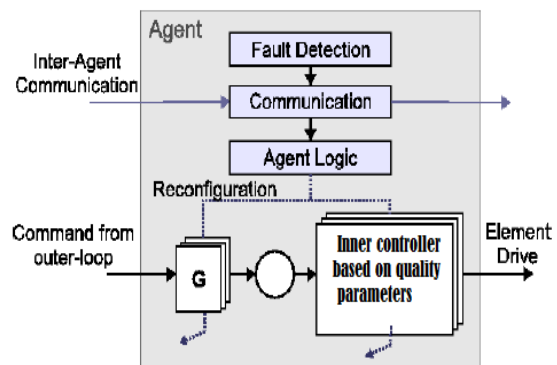 Agent
Fault Detection
Inter-Agent
Communication
Communication
Agent Logic
Reconfiguration
Command from
outer-loop
G
Inner controller
based on quality
parameters
Element
Drive